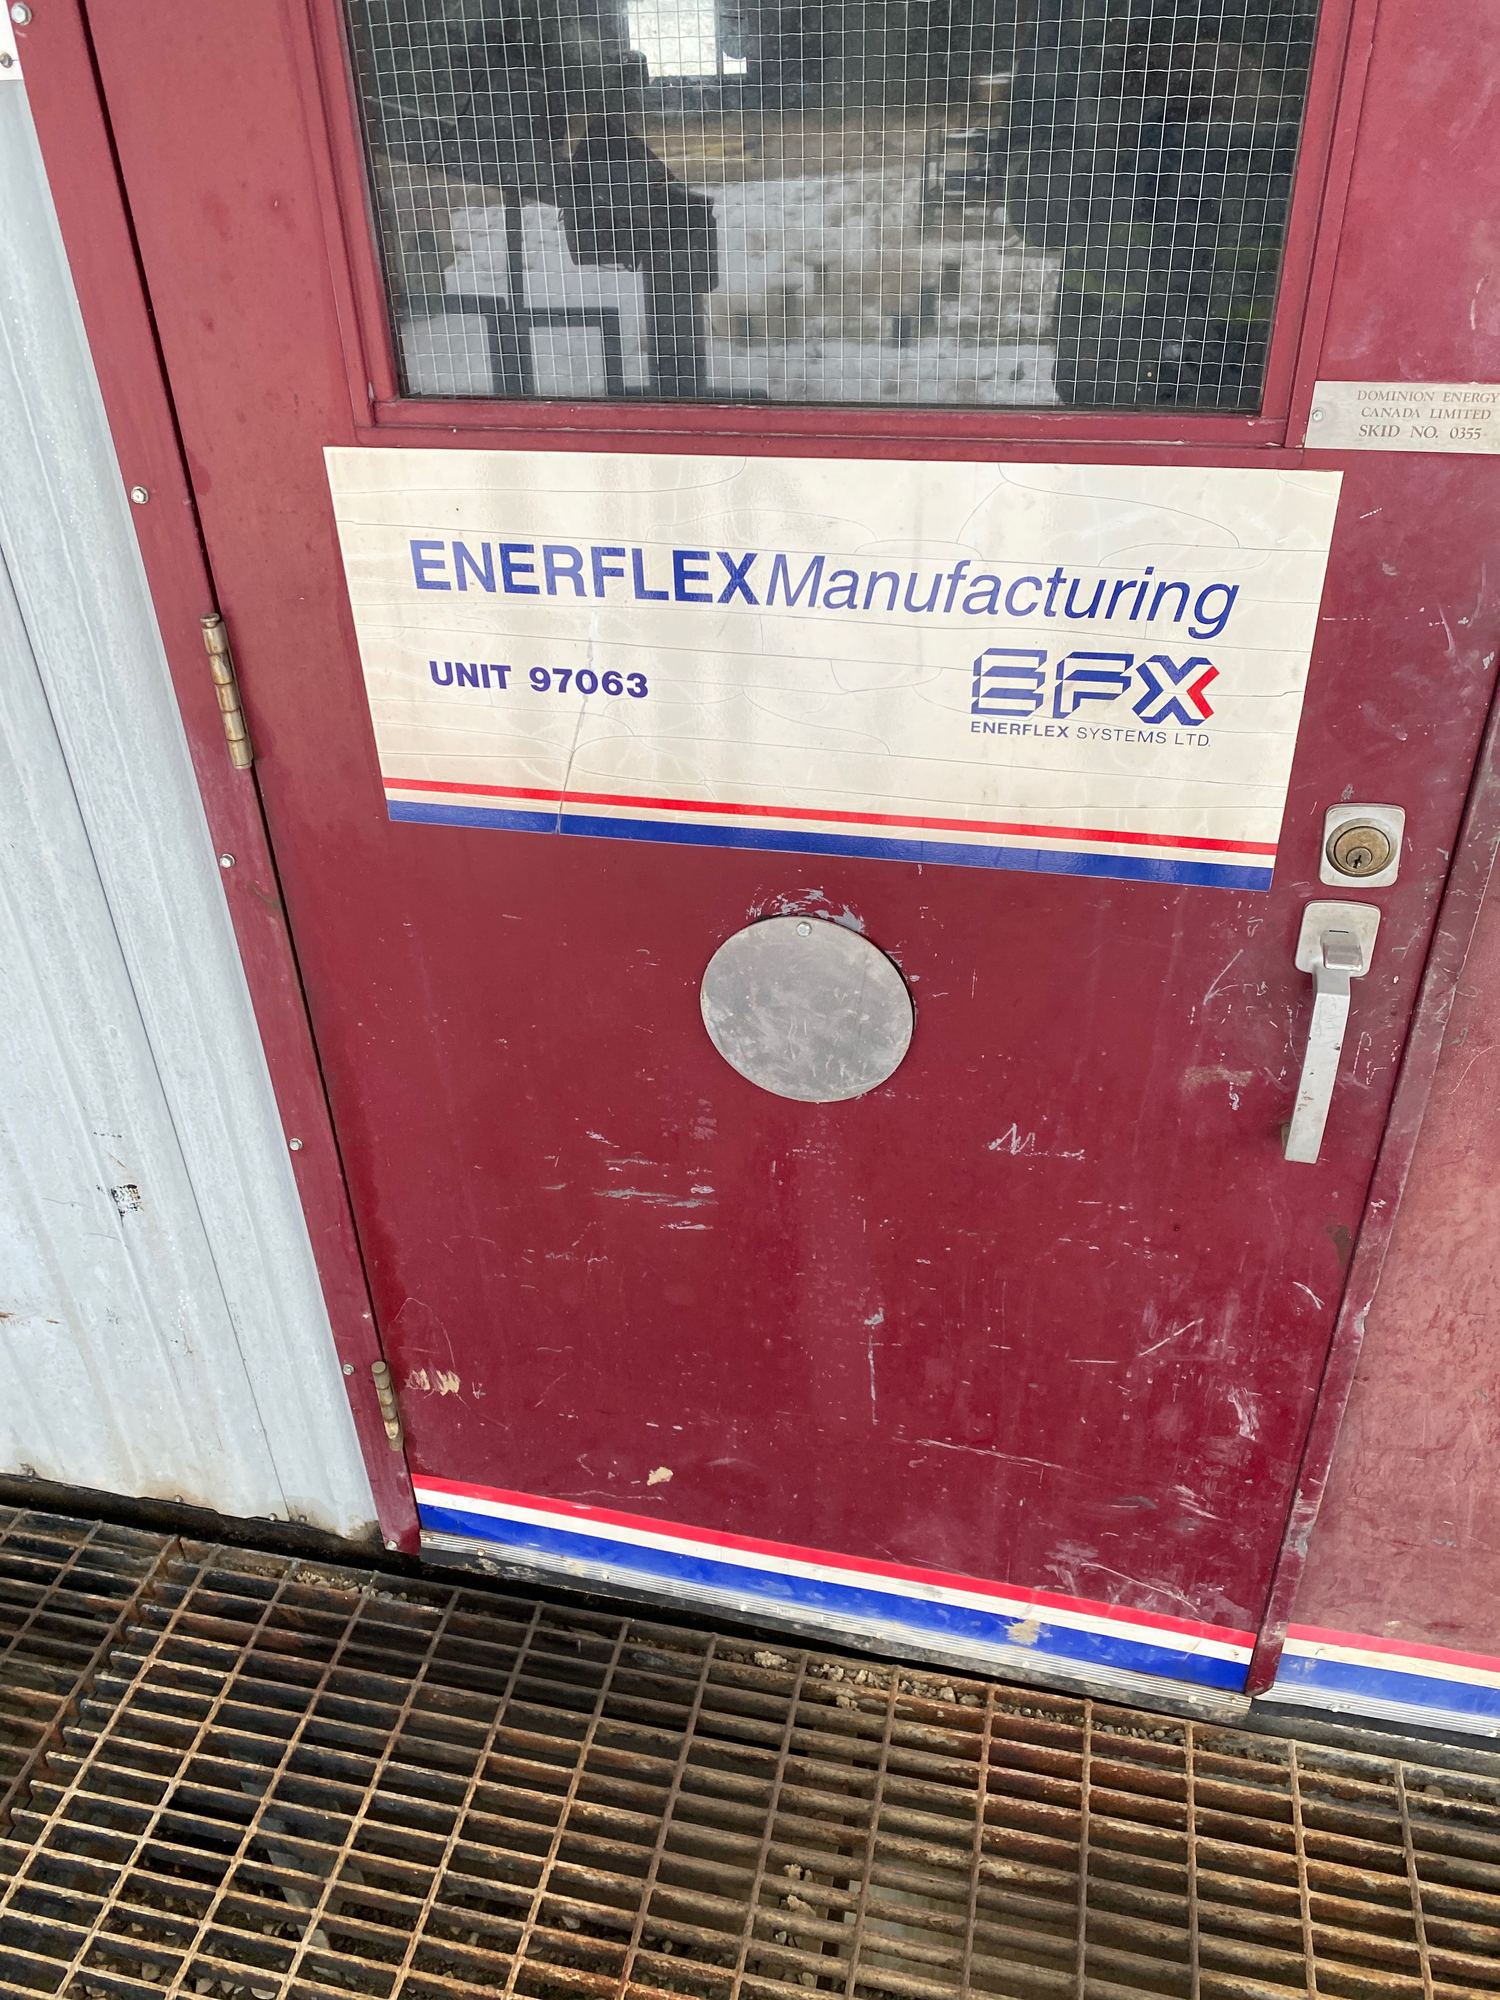 DOMINION ENERGY
CANADA LIMITED
SKID NO. 0355
ENERFLEX Manufacturing
UNIT 97063
EFX
ENERFLEX SYSTEMS LTD.